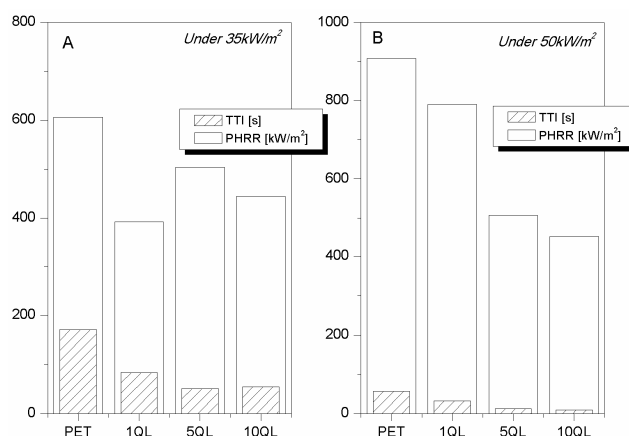 A
Under 35kW/m²
TTI [s]
PHRR [kW/m²]
800
600
400
200
0
PET 1QL 5QL 10QL
B
Under 50kW/m²
TTI [s]
PHRR [kW/m²]
1000
800
600
400
200
0
PET 1QL 5QL 10QL